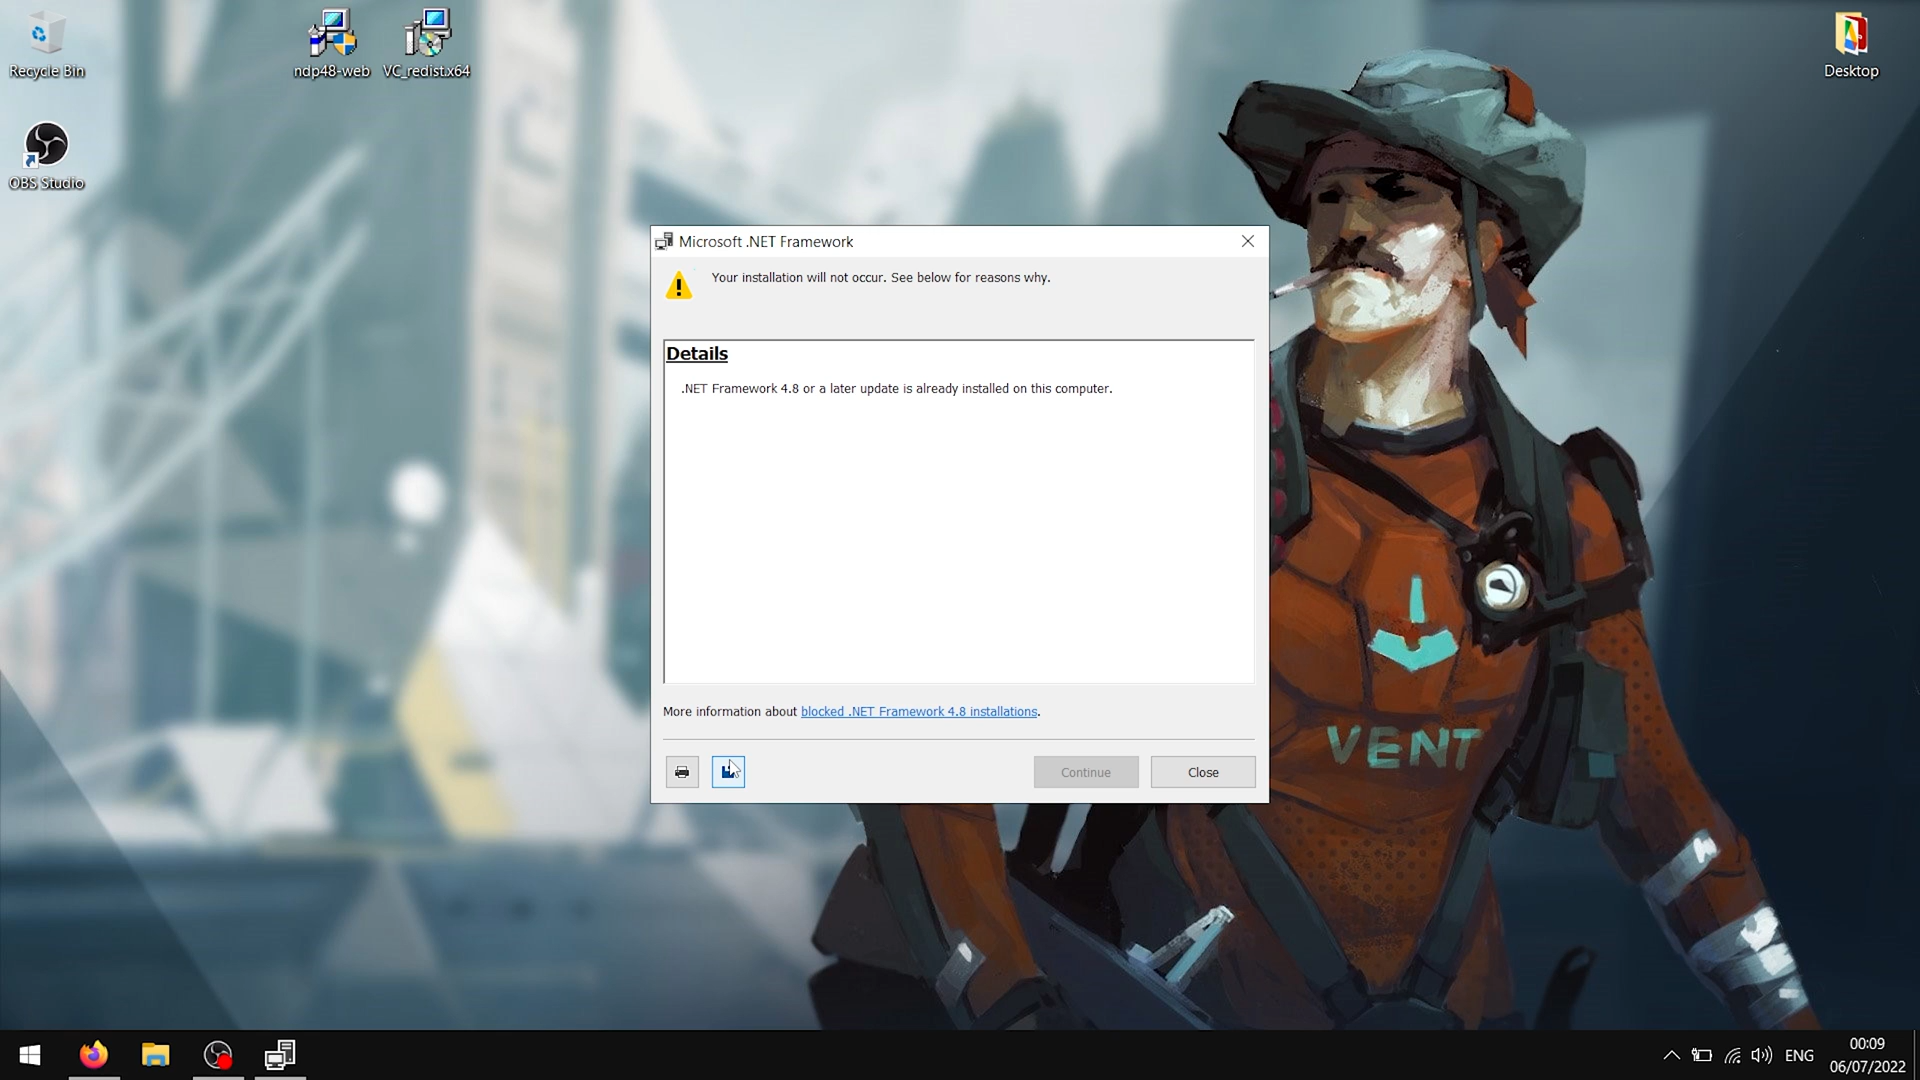 Recycle Bin
ndp48-web
VC_redist.x64
Desktop
OBS Studio
Microsoft .NET Framework
Your installation will not occur. See below for reasons why.
Details
.NET Framework 4.8 or a later update is already installed on this computer.
More information about blocked .NET Framework 4.8 installations.
Continue
Close
VENT
ENG
00:09
06/07/2022